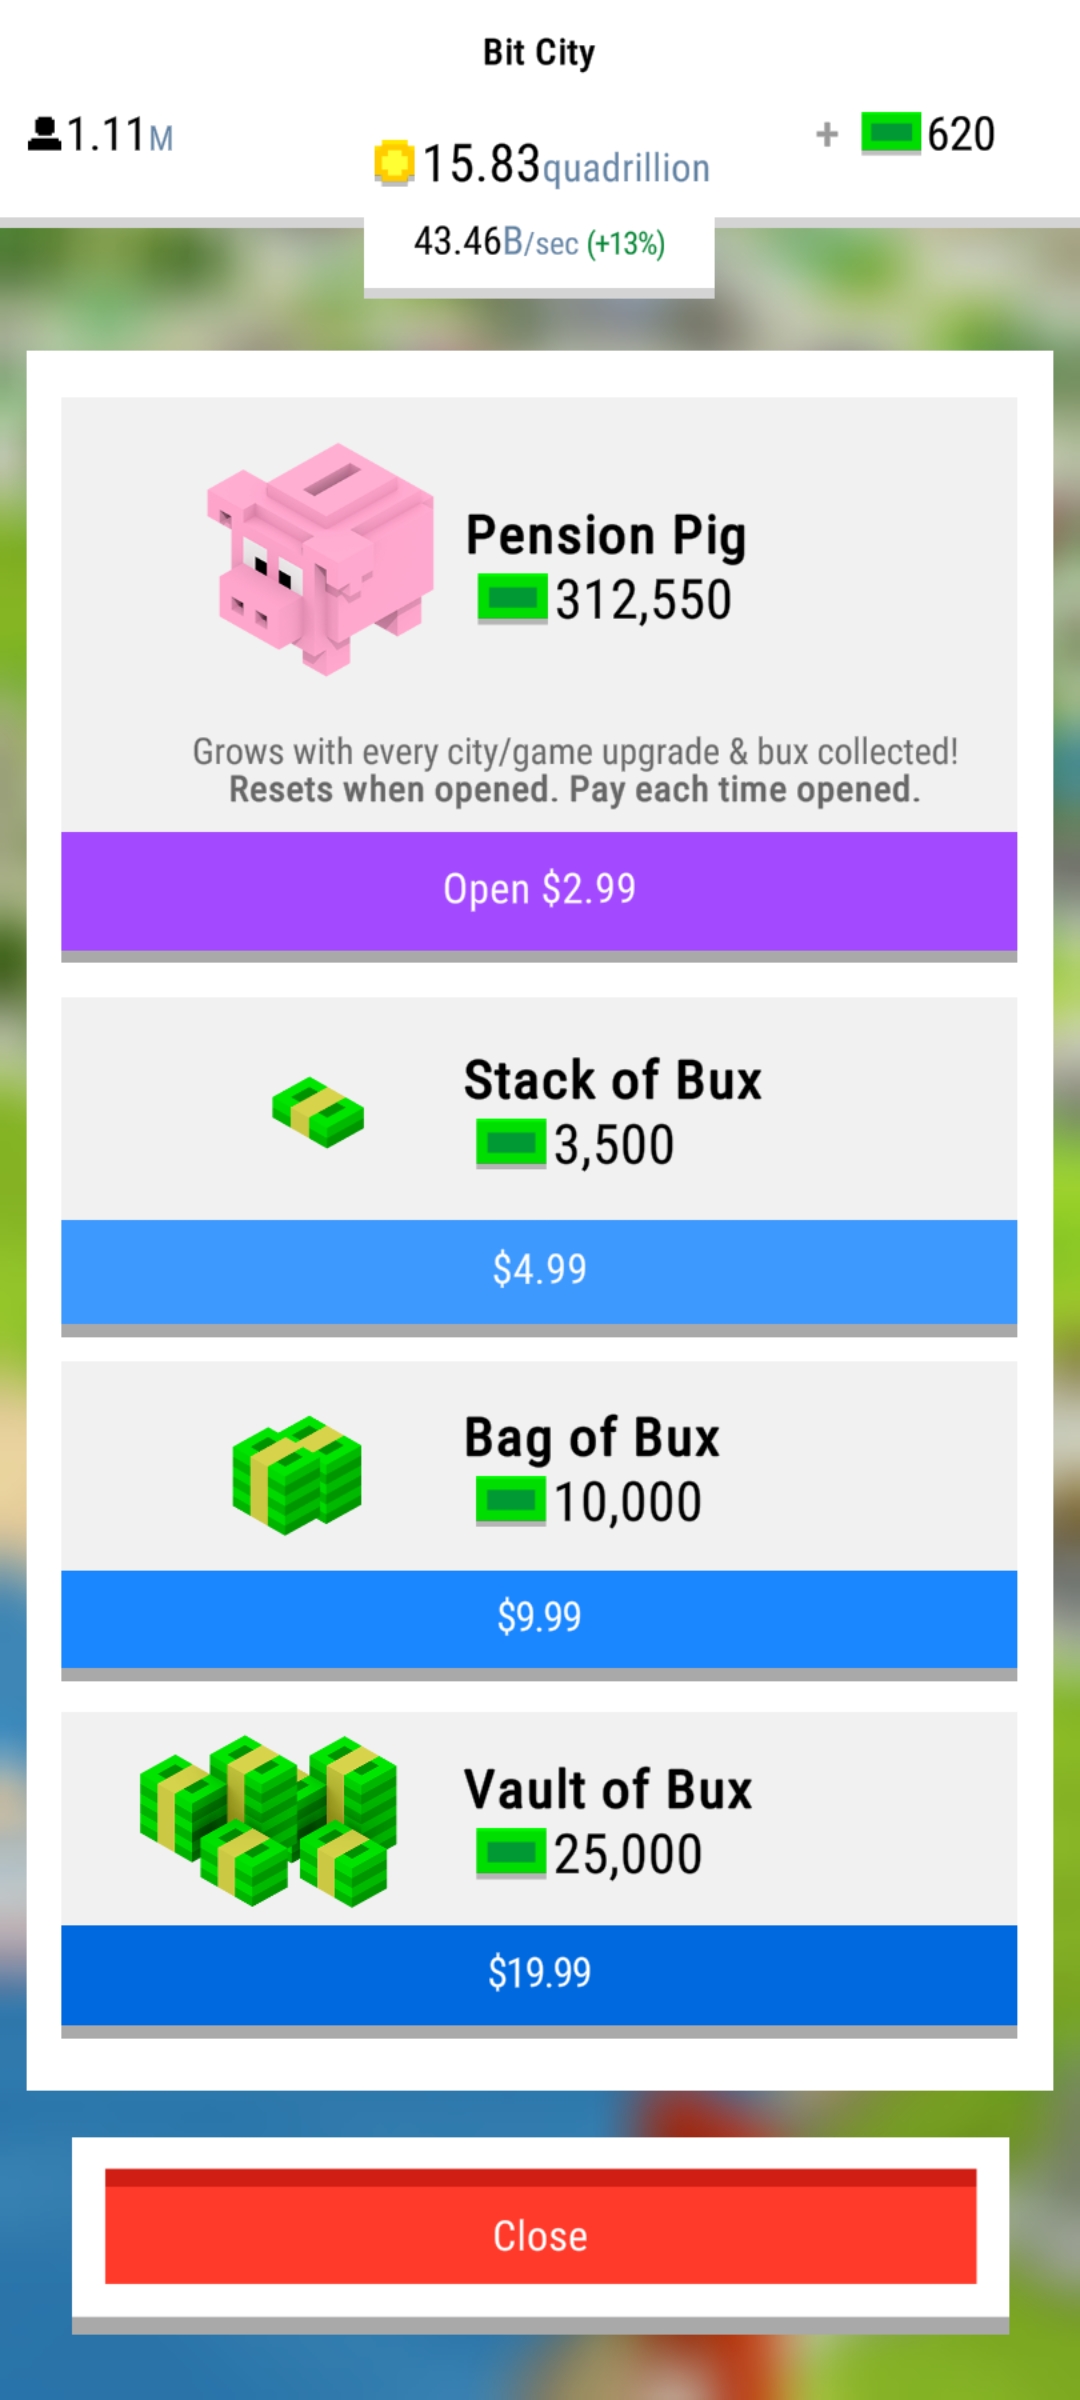 Bit City
1.11M
15.83quadrillion
+ 620
43.46B/sec (+13%)
Pension Pig
312,550
Grows with every city/game upgrade & bux collected!
Resets when opened. Pay each time opened.
Open $2.99
Stack of Bux
3,500
$4.99
Bag of Bux
10,000
$9.99
Vault of Bux
25,000
$19.99
Close